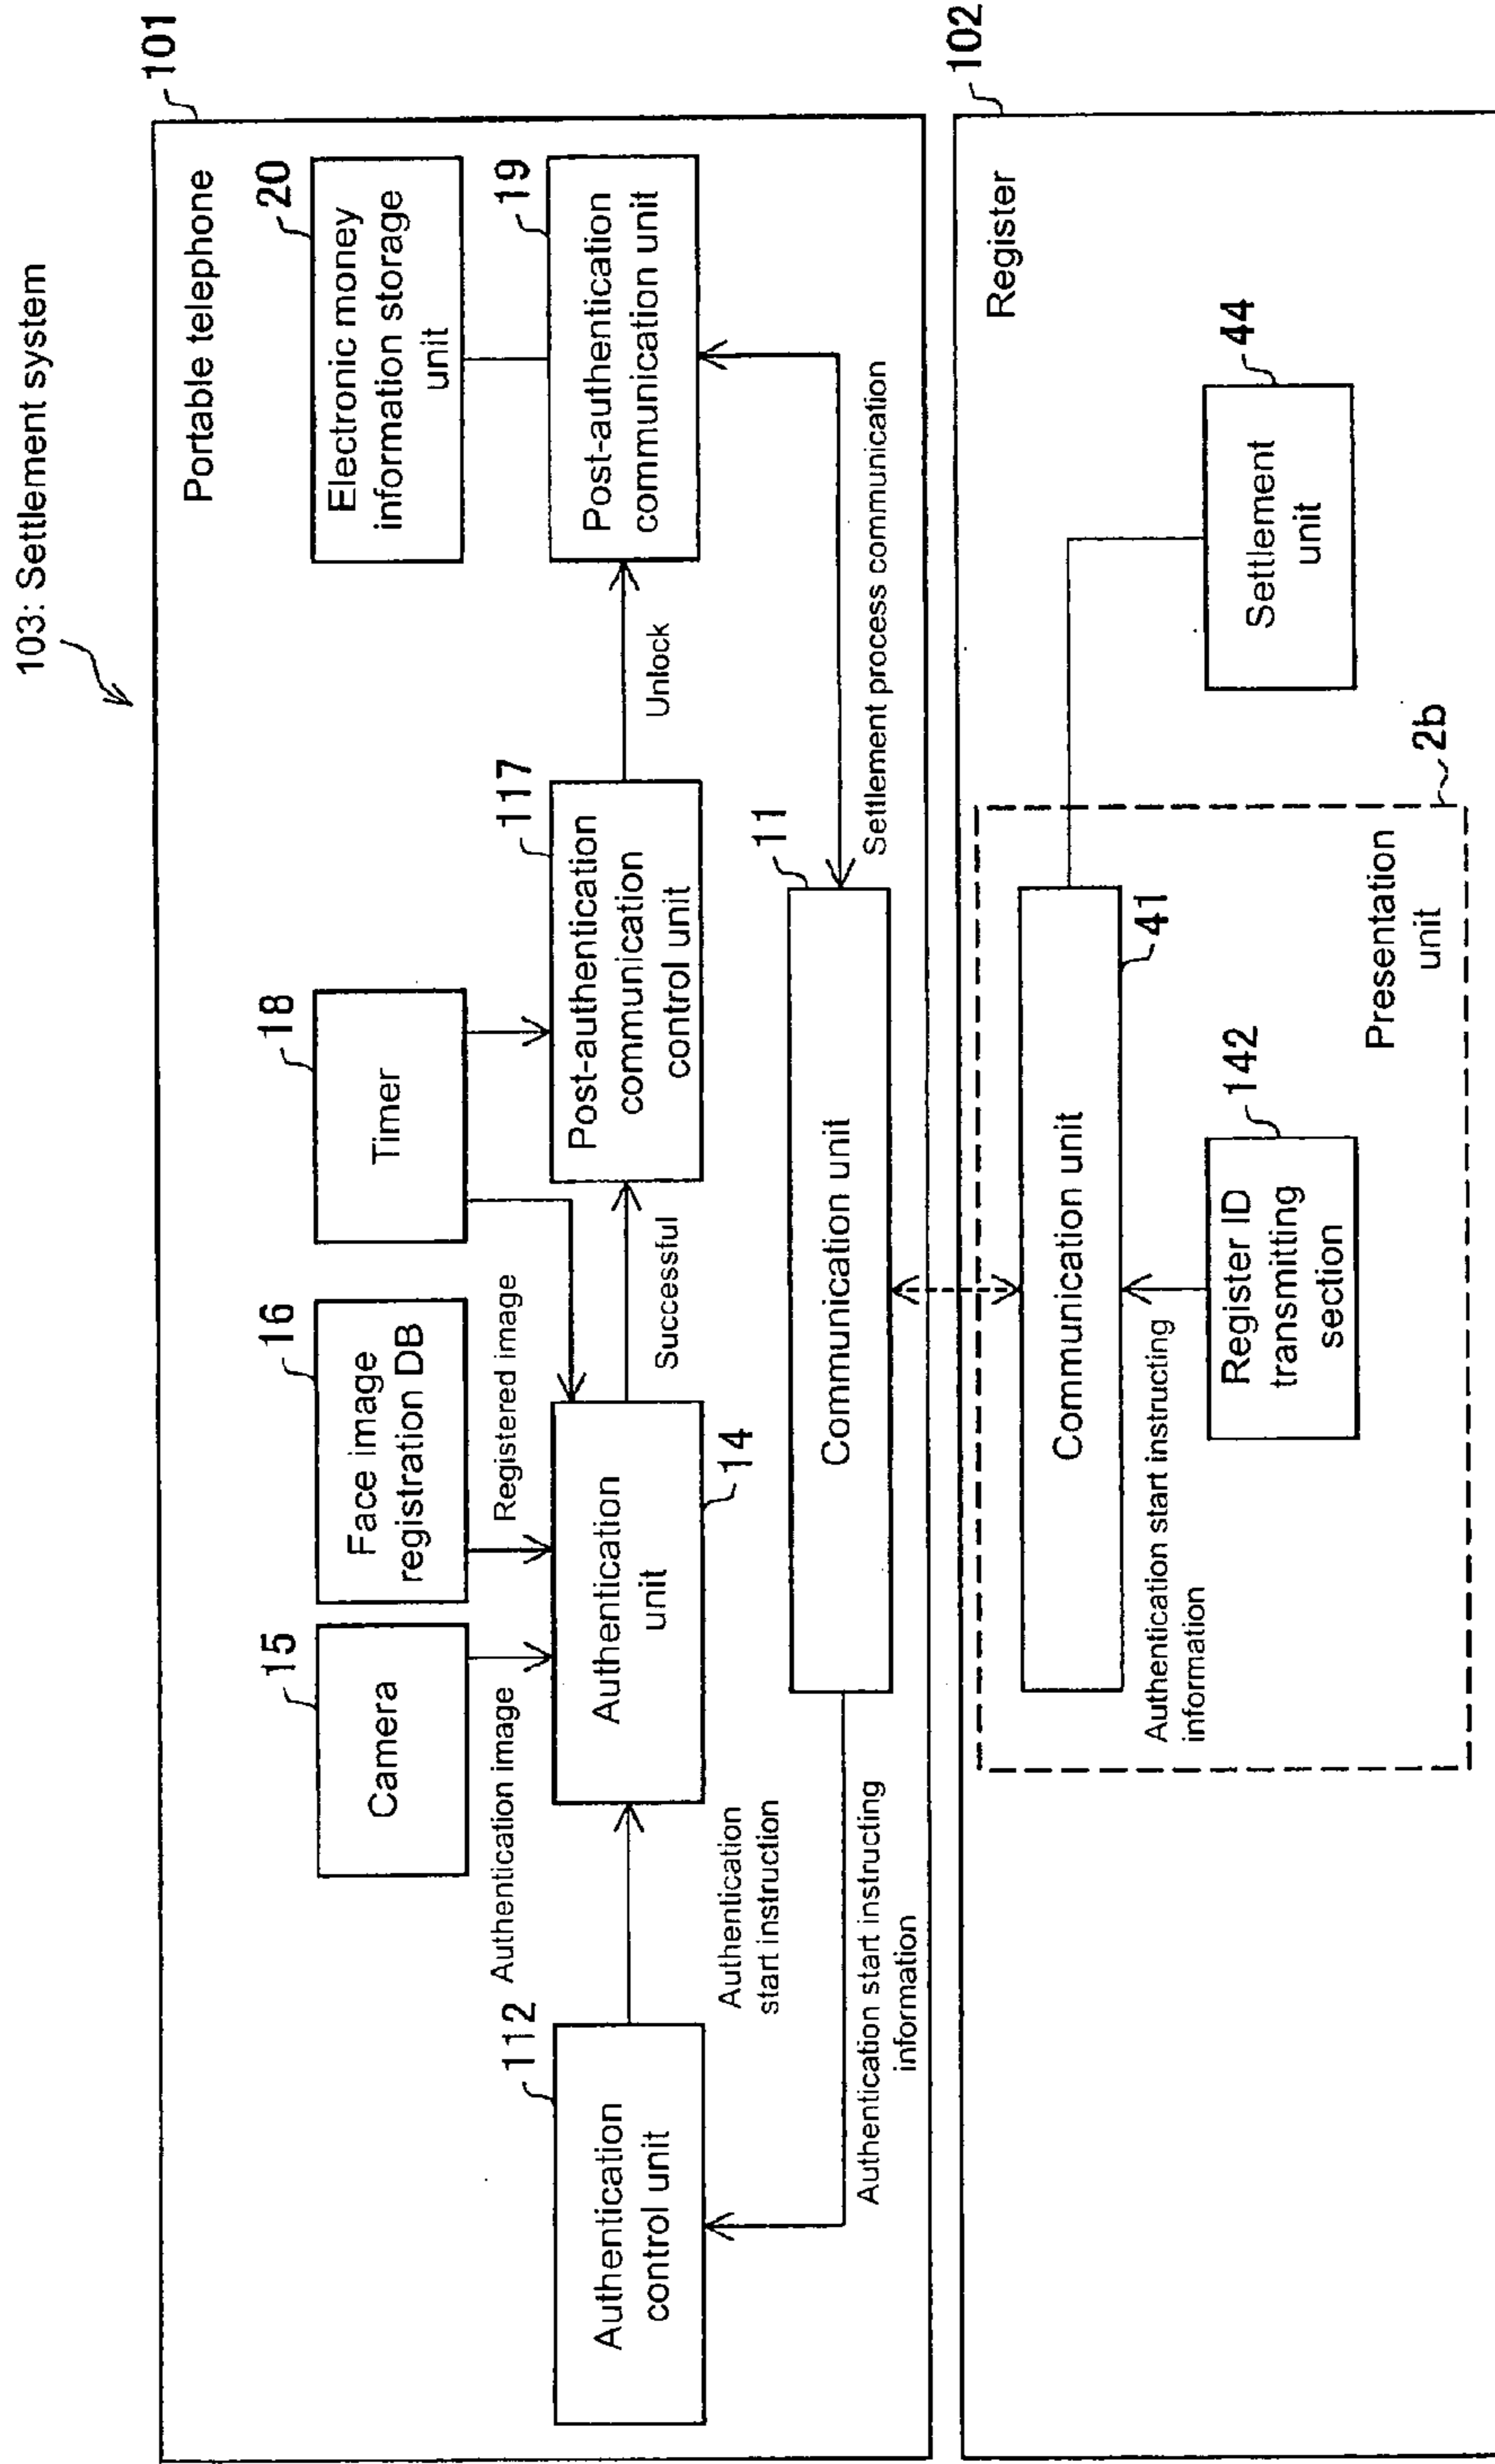 103: Settlement system
101
Portable telephone
15
Camera
16
Face image
registration DB
18
Timer
20
Electronic money
information storage
unit
Authentication image
Registered image
112
Authentication
control unit
Authentication
start instruction
Authentication
unit
14
Successful
117
Post-authentication
communication
control unit
Unlock
19
Post-authentication
communication unit
Authentication start instructing
information
11
Communication unit
Settlement process communication
102
Register
Communication unit
41
Authentication start instructing
information
142
Register ID
transmitting
section
Presentation
unit
2b
44
Settlement
unit